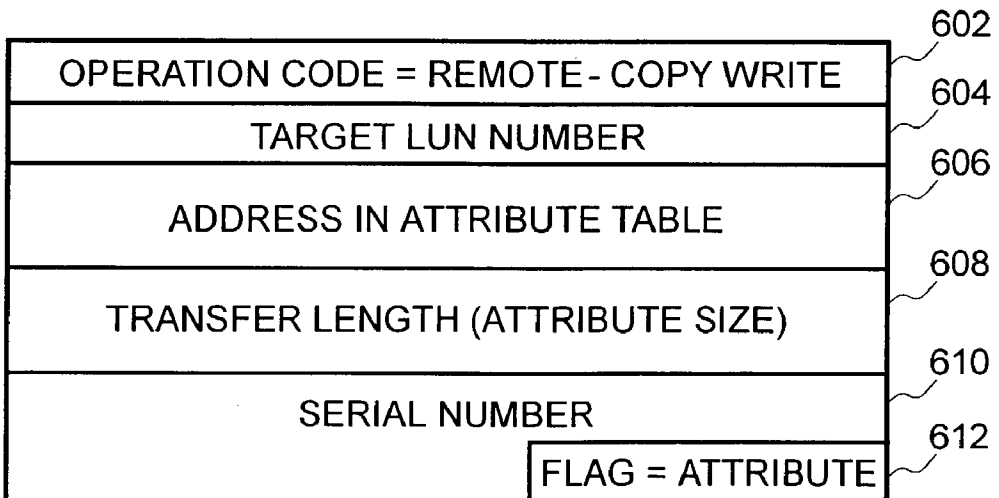 602
OPERATION CODE = REMOTE - COPY WRITE
604
TARGET LUN NUMBER
606
ADDRESS IN ATTRIBUTE TABLE
608
TRANSFER LENGTH (ATTRIBUTE SIZE)
610
SERIAL NUMBER
612
FLAG = ATTRIBUTE